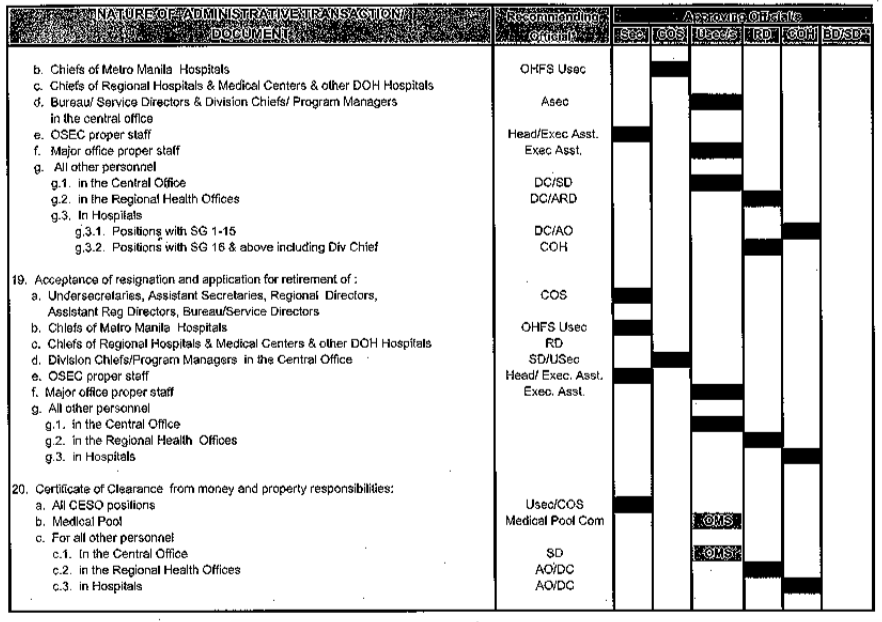 NATURE OF ADMINISTRATIVE TRANSACTION/ Recommending Approving Officials
DOCUMENT Official Sec COS Usec/s RD COH BD/SD
b. Chiefs of Metro Manila Hospitals OHFS Usec
c. Chiefs of Regional Hospitals & Medical Centers & other DOH Hospitals
d. Bureau/ Service Directors & Division Chiefs/ Program Managers Asec
in the central office
e. OSEC proper staff Head/Exec Asst.
f. Major office proper staff Exec Asst.
g. All other personnel
g.1. in the Central Office DC/SD
g.2. in the Regional Health Offices DC/ARD
g.3. In Hospitals
g.3.1. Positions with SG 1-15 DC/AO
g.3.2. Positions with SG 16 & above including Div Chief COH
19. Acceptance of resignation and application for retirement of :
a. Undersecretaries, Assistant Secretaries, Regional Directors, COS
Assistant Reg Directors, Bureau/Service Directors
b. Chiefs of Metro Manila Hospitals OHFS Usec
c. Chiefs of Regional Hospitals & Medical Centers & other DOH Hospitals RD
d. Division Chiefs/Program Managers in the Central Office SD/USec
e. OSEC proper staff Head/ Exec. Asst.
f. Major office proper staff Exec. Asst.
g. All other personnel
g.1. in the Central Office
g.2. in the Regional Health Offices
g.3. in Hospitals
20. Certificate of Clearance from money and property responsibilities:
a. All CESO positions Usec/COS
b. Medical Pool Medical Pool Com OMS
c. For all other personnel
c.1. In the Central Office SD OMS
c.2. in the Regional Health Offices AO/DC
c.3. in Hospitals AO/DC